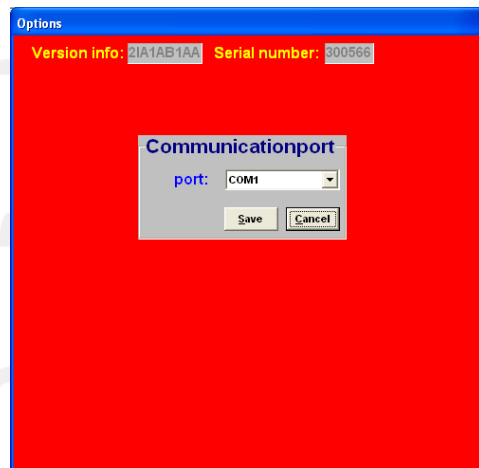 Options
Version info: 2IA1AB1AA Serial number: 300566
Communicationport
port: COM1
Save Cancel